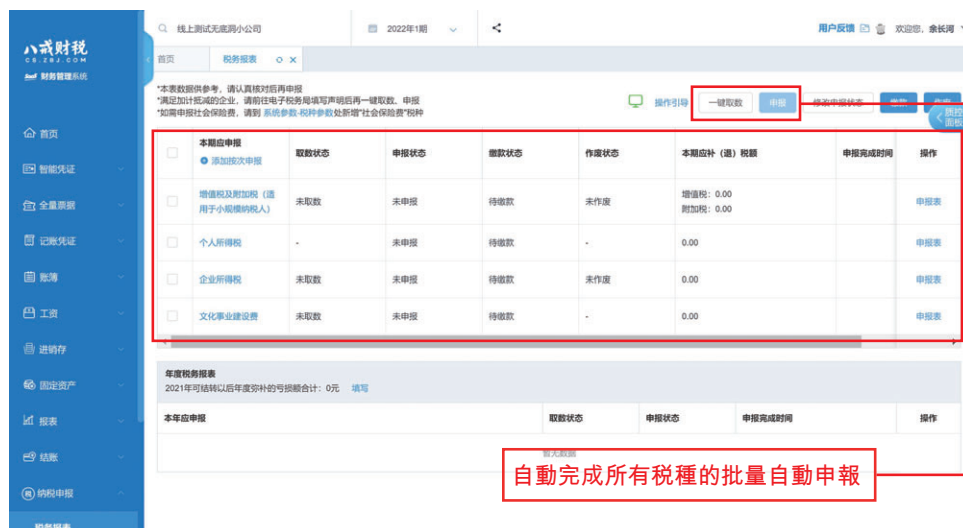 八戒财税
CS.ZBJ.COM
财务管理系统
线上测试无底洞小公司
2022年1期
用户反馈
欢迎您, 余长河
首页
税务报表
*本表数据供参考，请认真核对后再申报
*满足加计抵减的企业，请前往电子税务局填写声明后再一键取数、申报
*如需申报社会保险费，请到 系统参数-税种参数处新增"社会保险费"税种
操作引导
一键取数
申报
修改申报状态
质控
面板
首页
智能凭证
全量票据
记账凭证
账簿
工资
进销存
固定资产
报表
结账
纳税申报
税务报表
本期应申报 取数状态 申报状态 缴款状态 作废状态 本期应补（退）税额 申报完成时间 操作
添加按次申报
增值税及附加税（适用于小规模纳税人） 未取数 未申报 待缴款 未作废 增值税：0.00 申报表
附加税：0.00
个人所得税 - 未申报 待缴款 - 0.00 申报表
企业所得税 未取数 未申报 待缴款 未作废 0.00 申报表
文化事业建设费 未取数 未申报 待缴款 - 0.00 申报表
年度税务报表
2021年可结转以后年度弥补的亏损额合计：0元 填写
本年应申报 取数状态 申报状态 申报完成时间 操作
暂无数据
自動完成所有税種的批量自動申報